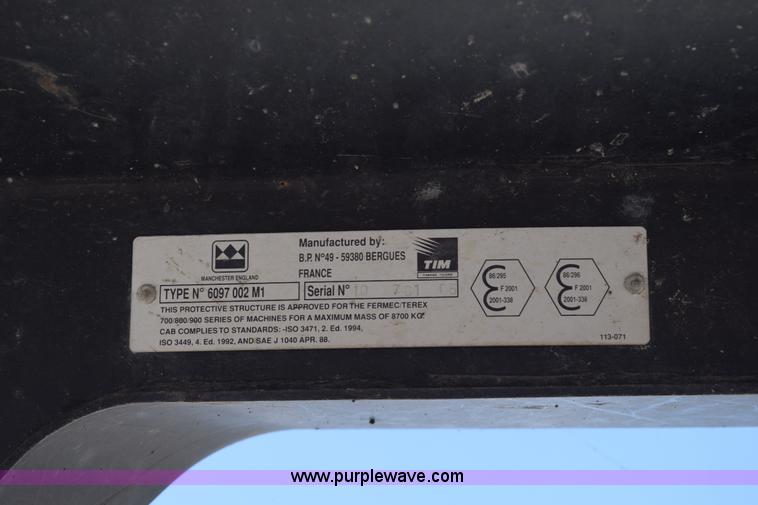 MANCHESTER ENGLAND
Manufactured by:
B.P. N°49 - 59380 BERGUES
FRANCE
TIM
TYPE N° 6097 002 M1
Serial N°
86/295
F 2001
2001-338
86/296
F 2001
2001-338
THIS PROTECTIVE STRUCTURE IS APPROVED FOR THE FERMEC/TEREX
700/800/900 SERIES OF MACHINES FOR A MAXIMUM MASS OF 8700 KG.
CAB COMPLIES TO STANDARDS: -ISO 3471, 2. Ed. 1994,
ISO 3449, 4. Ed. 1992, AND SAE J 1040 APR. 88.
113-071
www.purplewave.com